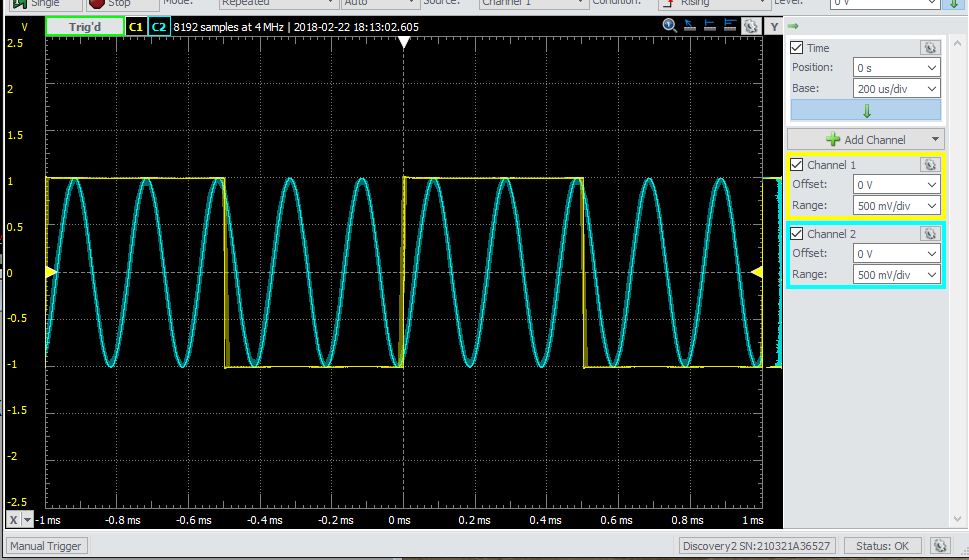 Single Stop Mode: Repeated Auto Source: Channel 1 Condition: Rising Level: 0 V
V Trig'd C1 C2 8192 samples at 4 MHz | 2018-02-22 18:13:02.605 Y
2.5
2
1.5
1
0.5
0
-0.5
-1
-1.5
-2
-2.5
X -1 ms -0.8 ms -0.6 ms -0.4 ms -0.2 ms 0 ms 0.2 ms 0.4 ms 0.6 ms 0.8 ms 1 ms
Time
Position: 0 s
Base: 200 us/div
Add Channel
Channel 1
Offset: 0 V
Range: 500 mV/div
Channel 2
Offset: 0 V
Range: 500 mV/div
Manual Trigger Discovery2 SN:210321A36527 Status: OK